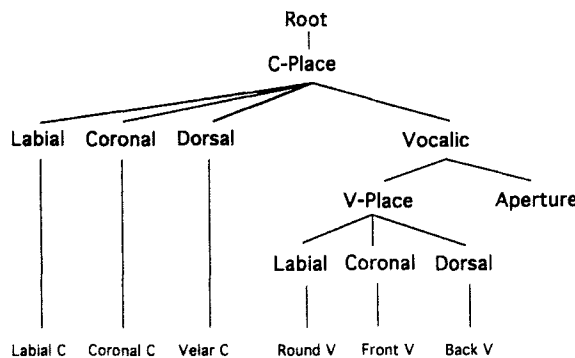 Root
C-Place
Labial Coronal Dorsal Vocalic
V-Place Aperture
Labial Coronal Dorsal
Labial C Coronal C Velar C Round V Front V Back V